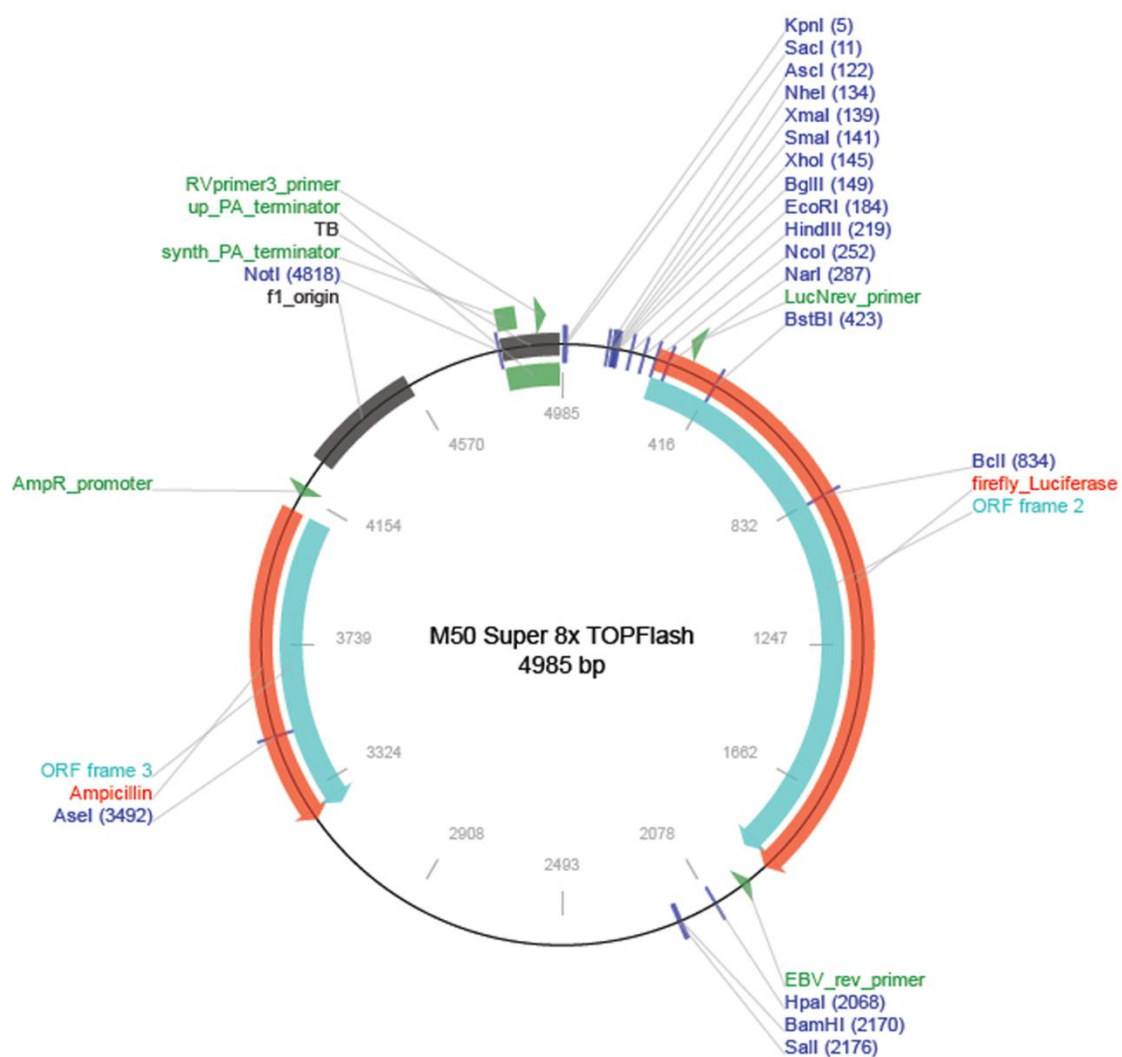 KpnI (5)
SacI (11)
AscI (122)
NheI (134)
XmaI (139)
SmaI (141)
XhoI (145)
BglII (149)
EcoRI (184)
HindIII (219)
NcoI (252)
NarI (287)
LucNrev_primer
BstBI (423)
RVprimer3_primer
up_PA_terminator
TB
synth_PA_terminator
NotI (4818)
f1_origin
4985
416
4570
BclI (834)
firefly_Luciferase
ORF frame 2
AmpR_promoter
4154
832
M50 Super 8x TOPFlash
4985 bp
3739
1247
3324
1662
ORF frame 3
Ampicillin
AseI (3492)
2908
2078
2493
EBV_rev_primer
HpaI (2068)
BamHI (2170)
SalI (2176)